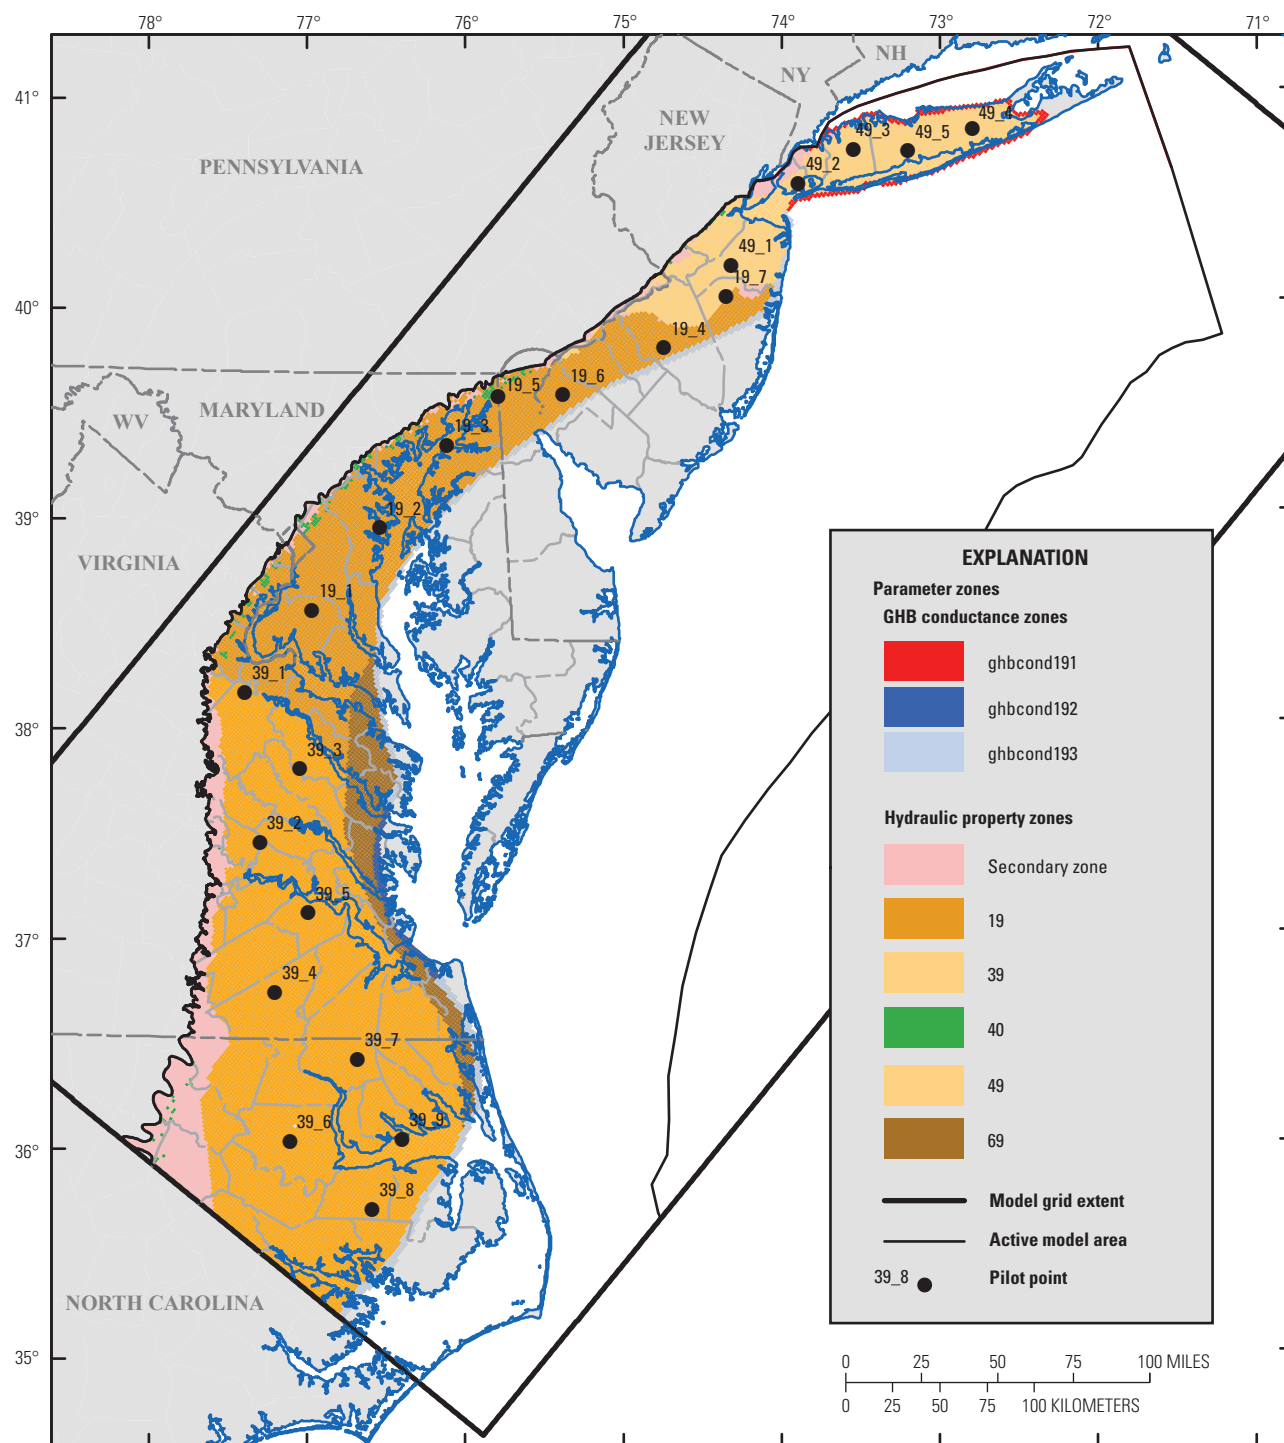 78° 77° 76° 75° 74° 73° 72° 71°
41°
40°
39°
38°
37°
36°
35°
NH
NY
NEW
JERSEY
PENNSYLVANIA
MARYLAND
WV
VIRGINIA
NORTH CAROLINA
49_4
49_3
49_5
49_2
49_1
19_7
19_4
19_6
19_5
19_3
19_2
19_1
39_1
39_3
39_2
39_5
39_4
39_7
39_6
39_9
39_8
EXPLANATION
Parameter zones
GHB conductance zones
ghbcond191
ghbcond192
ghbcond193
Hydraulic property zones
Secondary zone
19
39
40
49
69
Model grid extent
Active model area
39_8 Pilot point
0 25 50 75 100 MILES
0 25 50 75 100 KILOMETERS